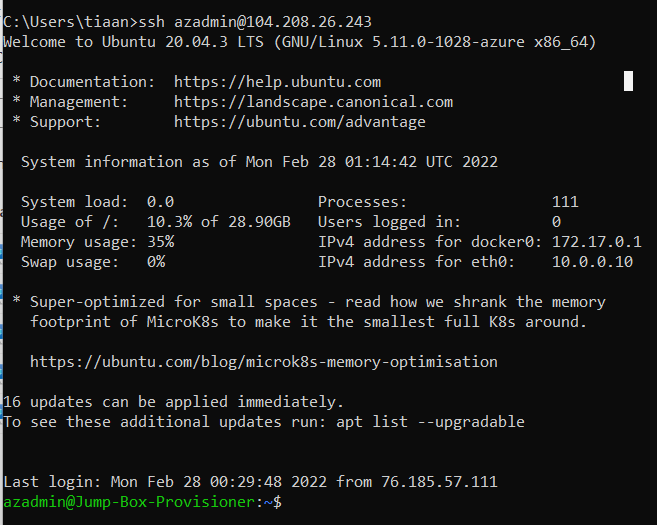 C:\Users\tiaan>ssh azadmin@104.208.26.243
Welcome to Ubuntu 20.04.3 LTS (GNU/Linux 5.11.0-1028-azure x86_64)
* Documentation:  https://help.ubuntu.com
* Management:     https://landscape.canonical.com
* Support:        https://ubuntu.com/advantage
System information as of Mon Feb 28 01:14:42 UTC 2022
System load:  0.0                Processes:                111
Usage of /:   10.3% of 28.90GB   Users logged in:          0
Memory usage: 35%                IPv4 address for docker0: 172.17.0.1
Swap usage:   0%                 IPv4 address for eth0:    10.0.0.10
* Super-optimized for small spaces - read how we shrank the memory
footprint of MicroK8s to make it the smallest full K8s around.
https://ubuntu.com/blog/microk8s-memory-optimisation
16 updates can be applied immediately.
To see these additional updates run: apt list --upgradable
Last login: Mon Feb 28 00:29:48 2022 from 76.185.57.111
azadmin@Jump-Box-Provisioner:~$